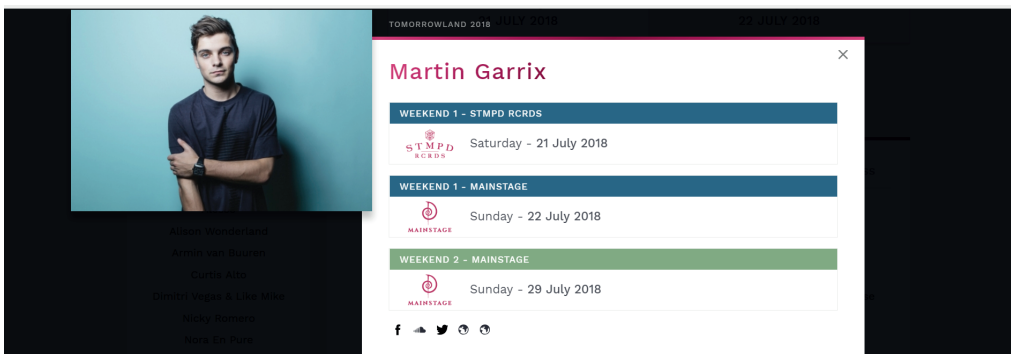 TOMORROWLAND 2018
21 JULY 2018
22 JULY 2018
Martin Garrix
WEEKEND 1 - STMPD RCRDS
STMPD
RCRDS
Saturday - 21 July 2018
WEEKEND 1 - MAINSTAGE
MAINSTAGE
Sunday - 22 July 2018
WEEKEND 2 - MAINSTAGE
MAINSTAGE
Sunday - 29 July 2018
Alison Wonderland
Armin van Buuren
Curtis Alto
Dimitri Vegas & Like Mike
Nicky Romero
Nora En Pure